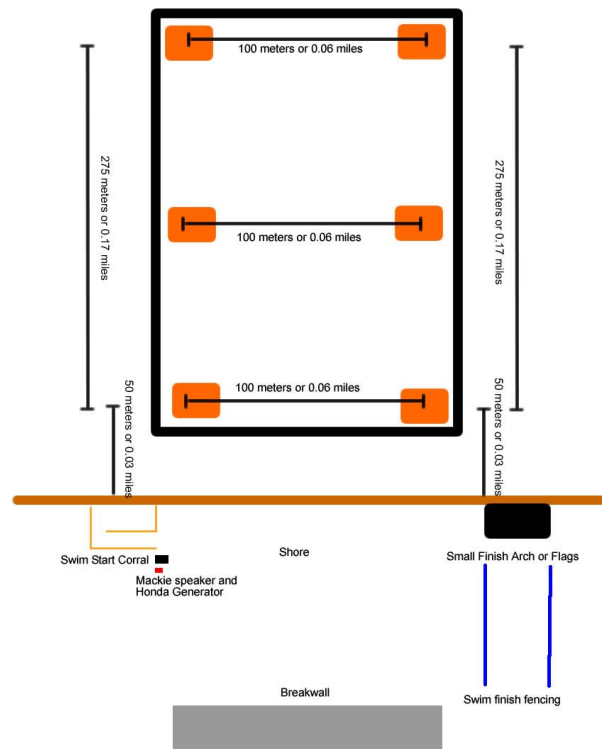 100 meters or 0.06 miles
275 meters or 0.17 miles
275 meters or 0.17 miles
100 meters or 0.06 miles
100 meters or 0.06 miles
50 meters or 0.03 miles
50 meters or 0.03 miles
Swim Start Corral
Shore
Small Finish Arch or Flags
Mackie speaker and
Honda Generator
Breakwall
Swim finish fencing